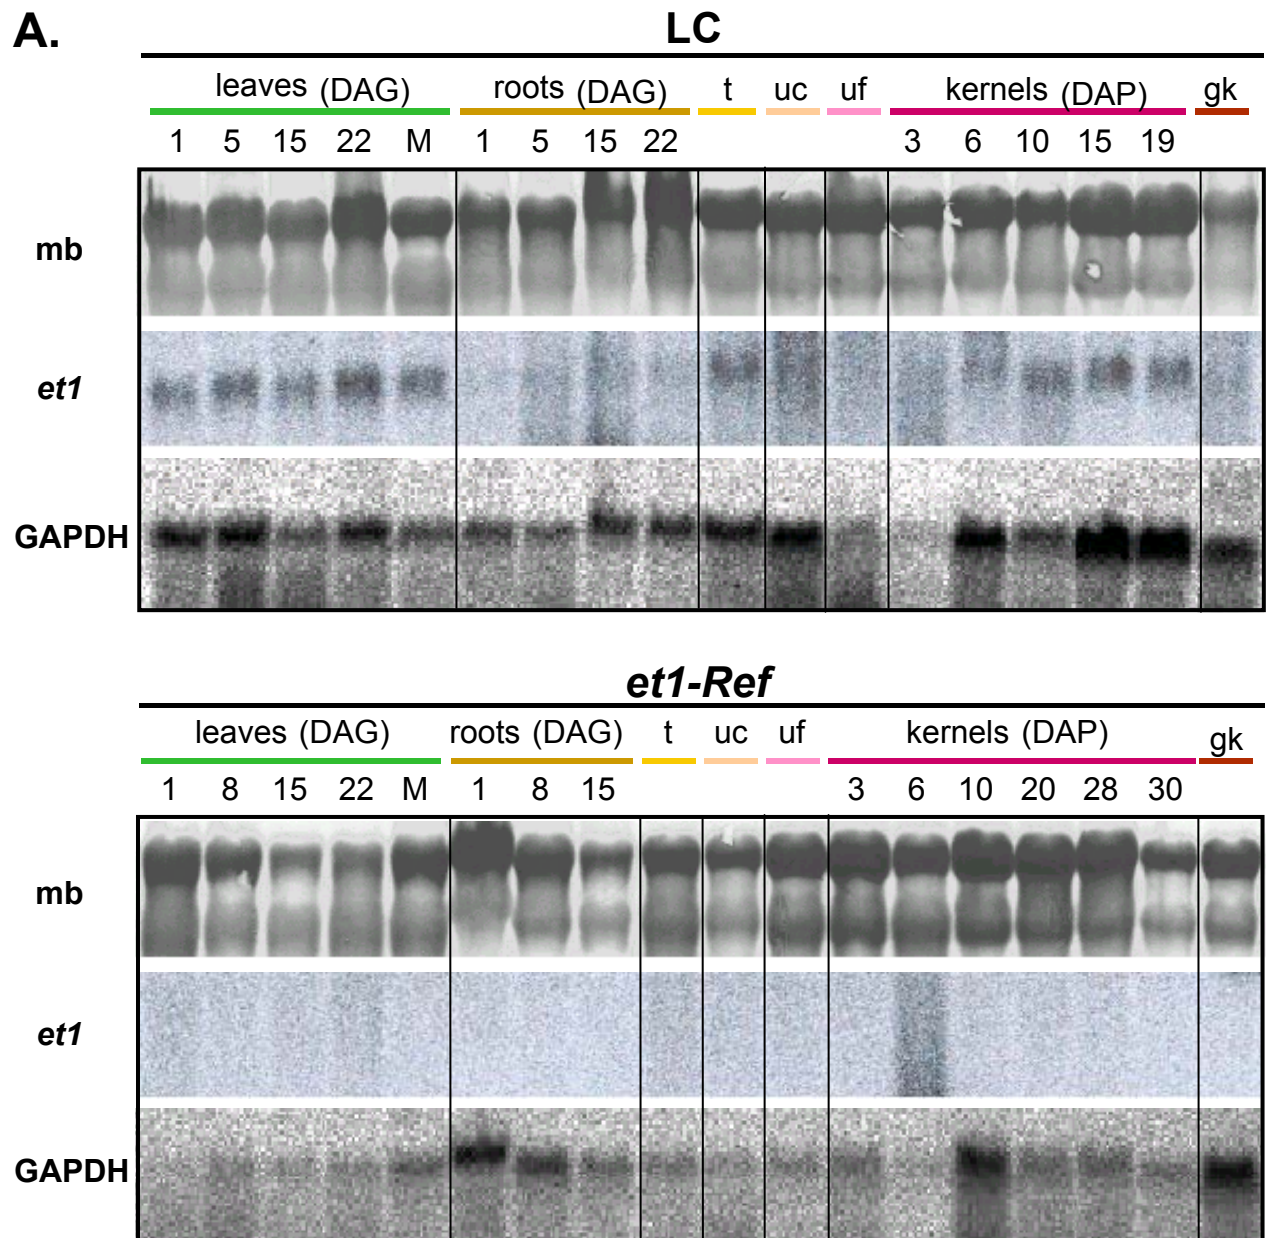 A.
LC
leaves (DAG) roots (DAG) t uc uf kernels (DAP) gk
1 5 15 22 M 1 5 15 22 3 6 10 15 19
mb
et1
GAPDH
et1-Ref
leaves (DAG) roots (DAG) t uc uf kernels (DAP) gk
1 8 15 22 M 1 8 15 3 6 10 20 28 30
mb
et1
GAPDH